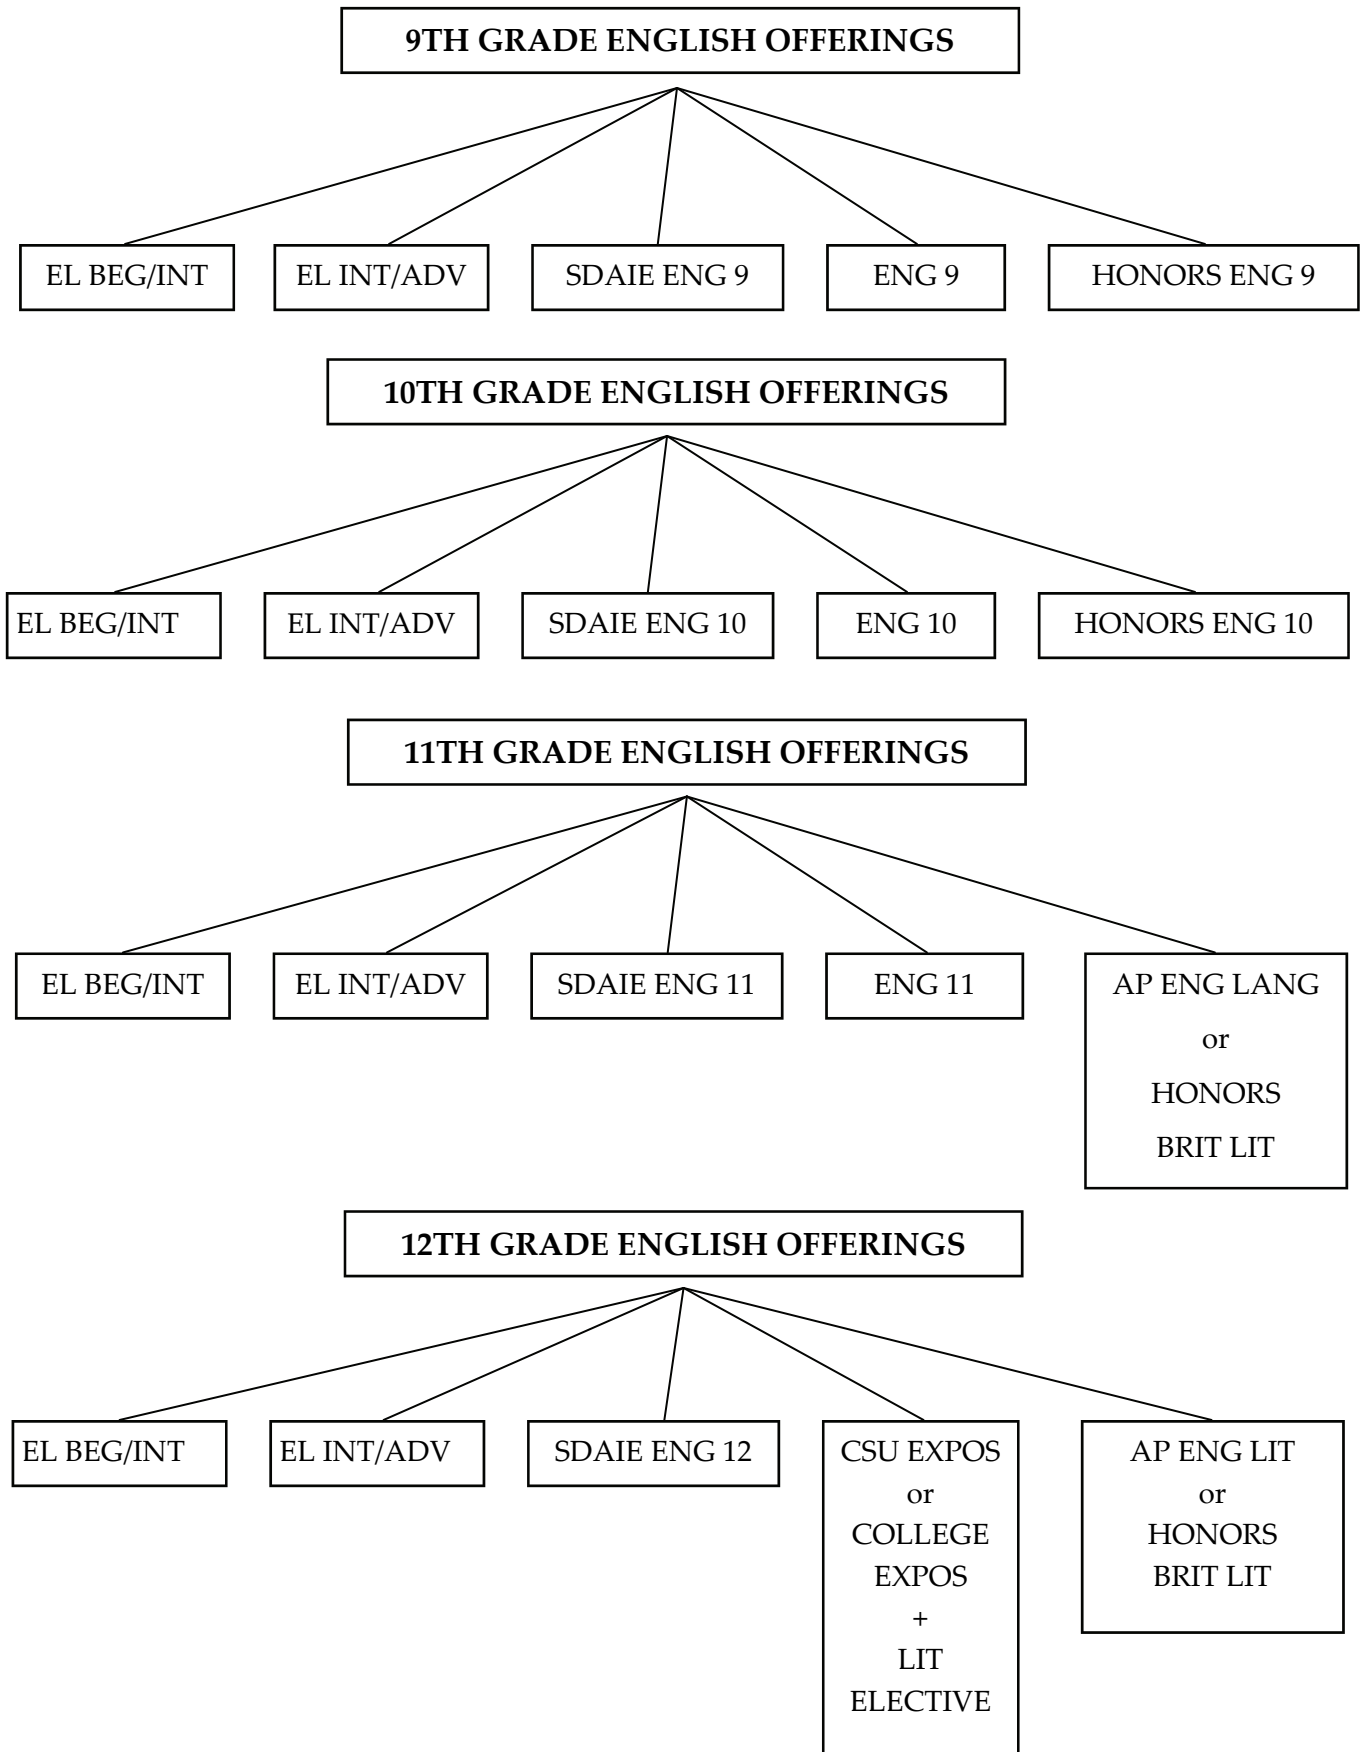 9TH GRADE ENGLISH OFFERINGS
EL BEG/INT
EL INT/ADV
SDAIE ENG 9
ENG 9
HONORS ENG 9
10TH GRADE ENGLISH OFFERINGS
EL BEG/INT
EL INT/ADV
SDAIE ENG 10
ENG 10
HONORS ENG 10
11TH GRADE ENGLISH OFFERINGS
EL BEG/INT
EL INT/ADV
SDAIE ENG 11
ENG 11
AP ENG LANG
or
HONORS
BRIT LIT
12TH GRADE ENGLISH OFFERINGS
EL BEG/INT
EL INT/ADV
SDAIE ENG 12
CSU EXPOS
or
COLLEGE
EXPOS
+
LIT
ELECTIVE
AP ENG LIT
or
HONORS
BRIT LIT